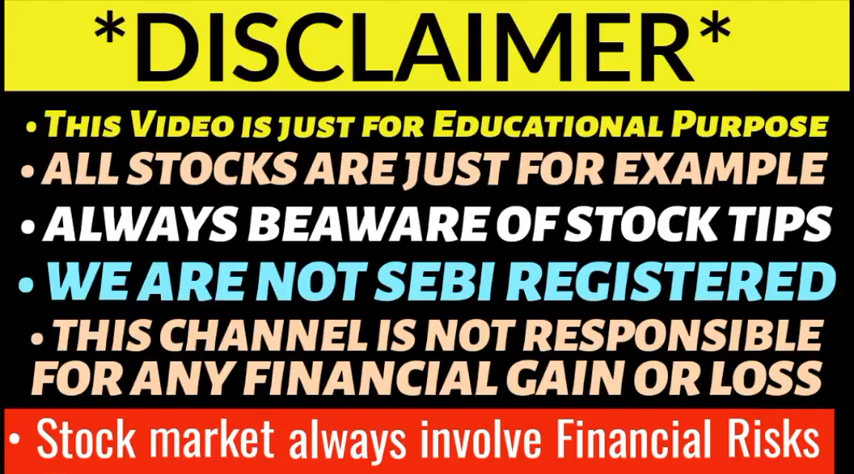 *DISCLAIMER*
• THIS VIDEO IS JUST FOR EDUCATIONAL PURPOSE
• ALL STOCKS ARE JUST FOR EXAMPLE
• ALWAYS BEAWARE OF STOCK TIPS
• WE ARE NOT SEBI REGISTERED
• THIS CHANNEL IS NOT RESPONSIBLE
FOR ANY FINANCIAL GAIN OR LOSS
• Stock market always involve Financial Risks